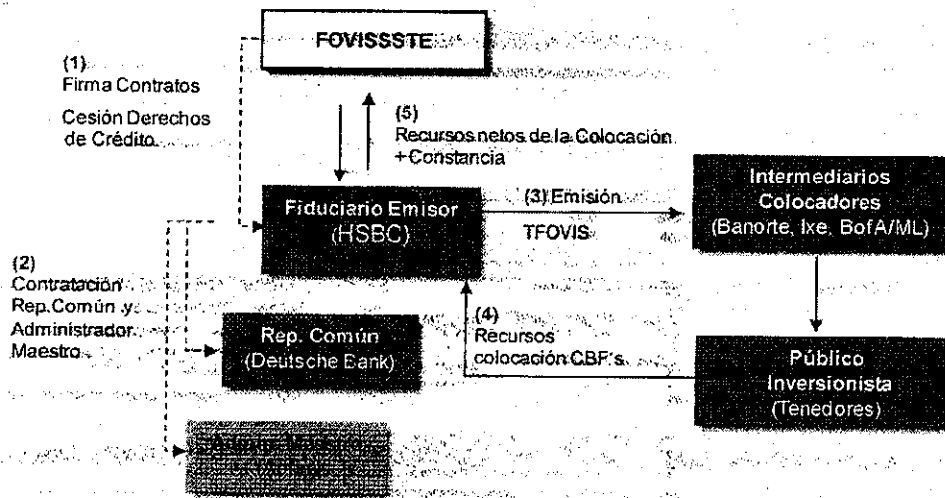 FOVISSSTE
(1)
Firma Contratos
Cesión Derechos
de Crédito
(5)
Recursos netos de la Colocación
+ Constancia
Fiduciario Emisor
(HSBC)
(3) Emisión
TFOVIS
Intermediarios
Colocadores
(Banorte, Ixe, BofA/ML)
(2)
Contratación
Rep.Común y
Administrador
Maestro
Rep. Común
(Deutsche Bank)
(4)
Recursos
colocación CBF's
Público
Inversionista
(Tenedores)